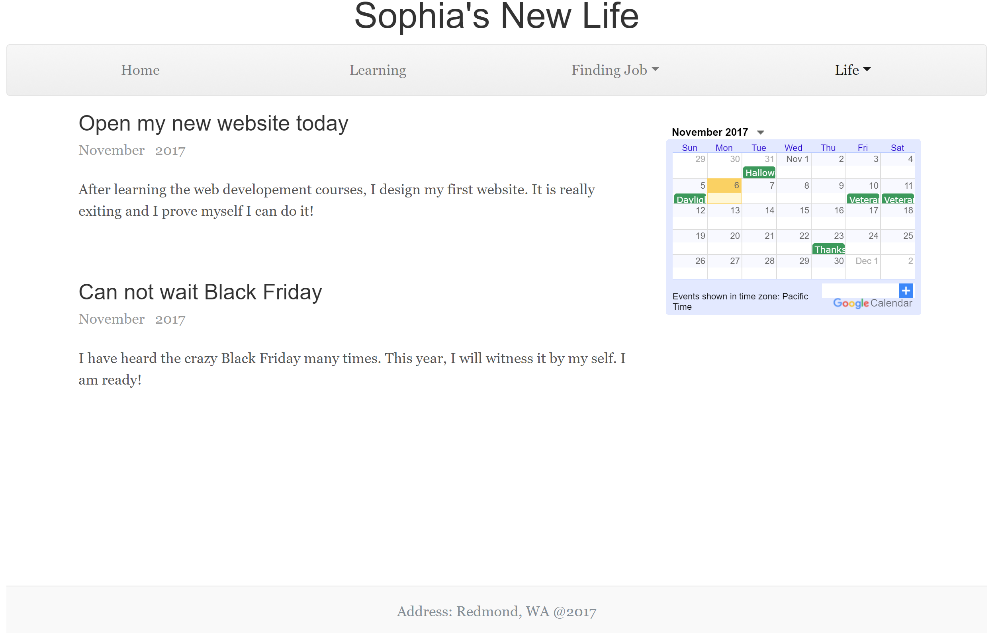 Sophia's New Life
Home Learning Finding Job Life
Open my new website today
November 2017
After learning the web developement courses, I design my first website. It is really
exiting and I prove myself I can do it!
Can not wait Black Friday
November 2017
I have heard the crazy Black Friday many times. This year, I will witness it by my self. I
am ready!
November 2017
Sun Mon Tue Wed Thu Fri Sat
29 30 31 Nov 1 2 3 4
Hallow
5 6 7 8 9 10 11
Daylig Veterar Veterar
12 13 14 15 16 17 18
19 20 21 22 23 24 25
Thanks
26 27 28 29 30 Dec 1 2
Events shown in time zone: Pacific
Time
+
Google Calendar
Address: Redmond, WA @2017